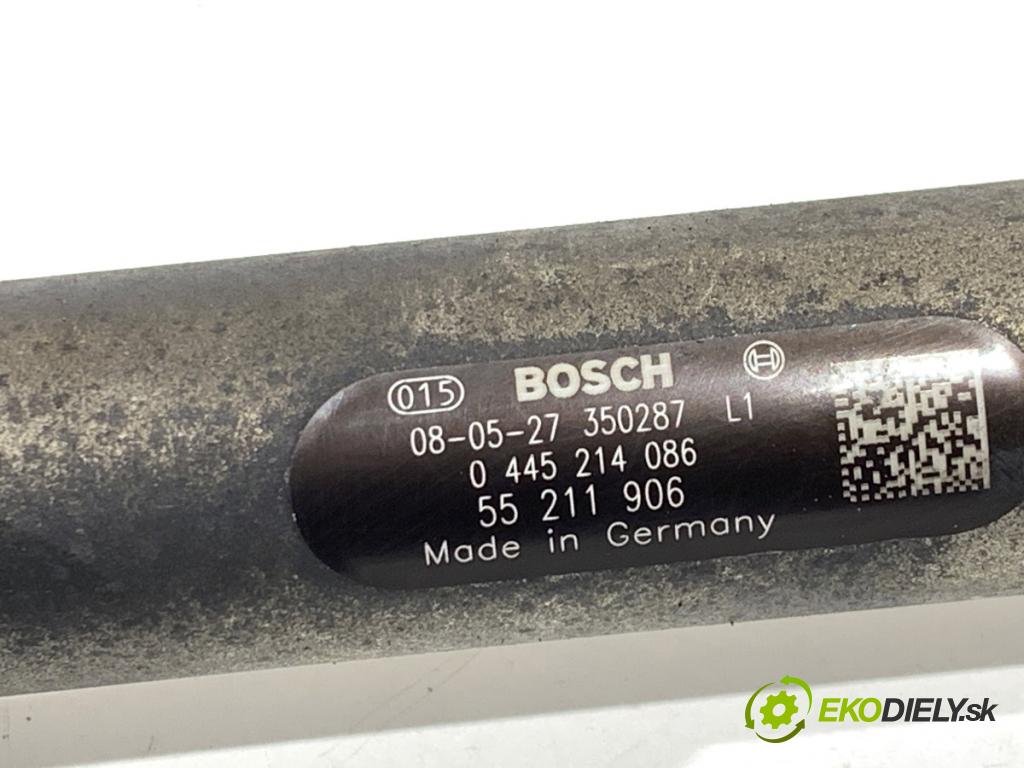 015 BOSCH
08-05-27 350287 L1
0 445 214 086
55 211 906
Made in Germany
EKODIELY.sk